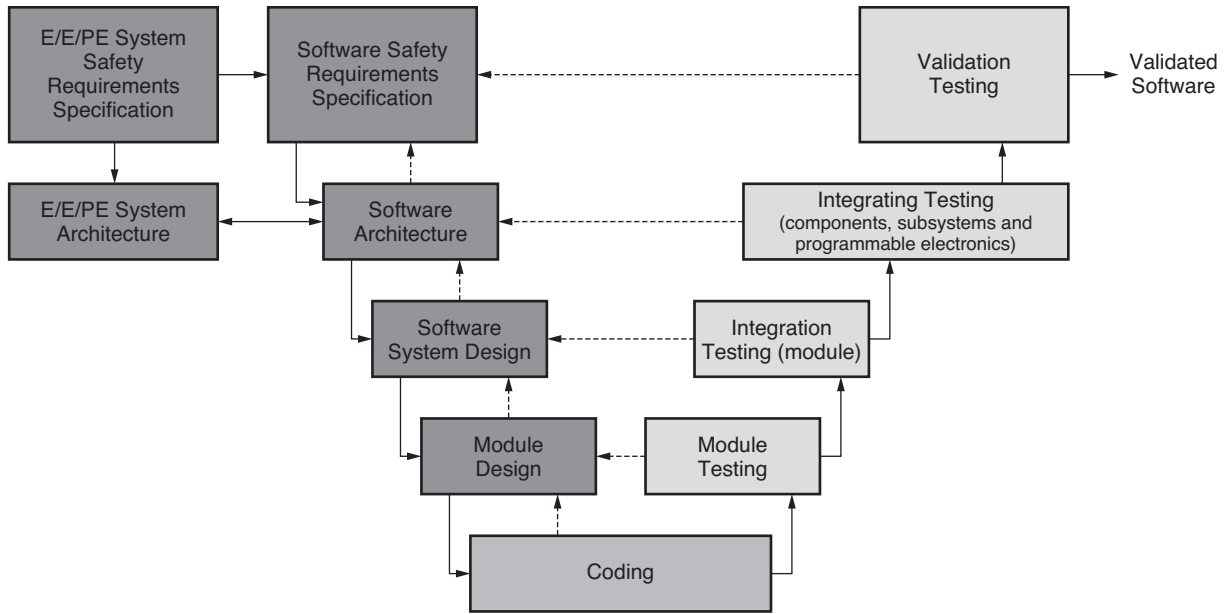 E/E/PE System
Safety
Requirements
Specification
Software Safety
Requirements
Specification
Validation
Testing
Validated
Software
E/E/PE System
Architecture
Software
Architecture
Integrating Testing
(components, subsystems and
programmable electronics)
Software
System Design
Integration
Testing (module)
Module
Design
Module
Testing
Coding